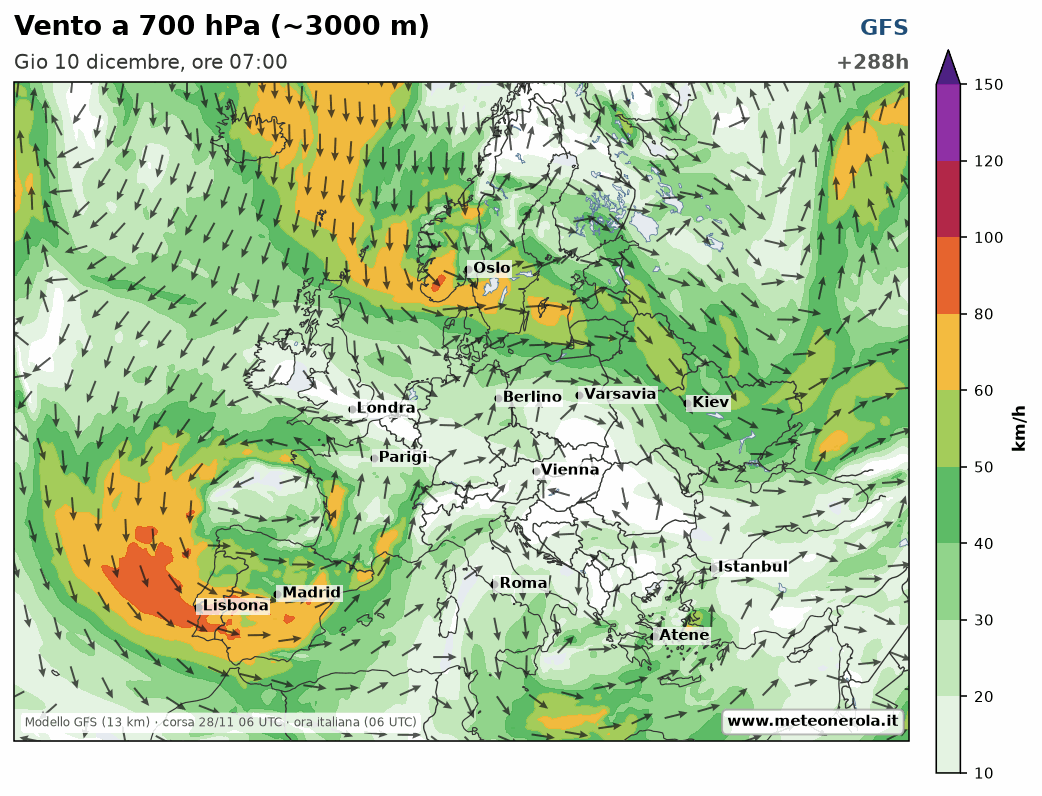 Vento a 700 hPa (~3000 m)
GFS
Gio 10 dicembre, ore 07:00
+288h
150
120
100
80
60
50
40
30
20
10
km/h
Oslo
Berlino
Varsavia
Kiev
Londra
Parigi
Vienna
Istanbul
Roma
Madrid
Lisbona
Atene
Modello GFS (13 km) · corsa 28/11 06 UTC · ora italiana (06 UTC)
www.meteonerola.it